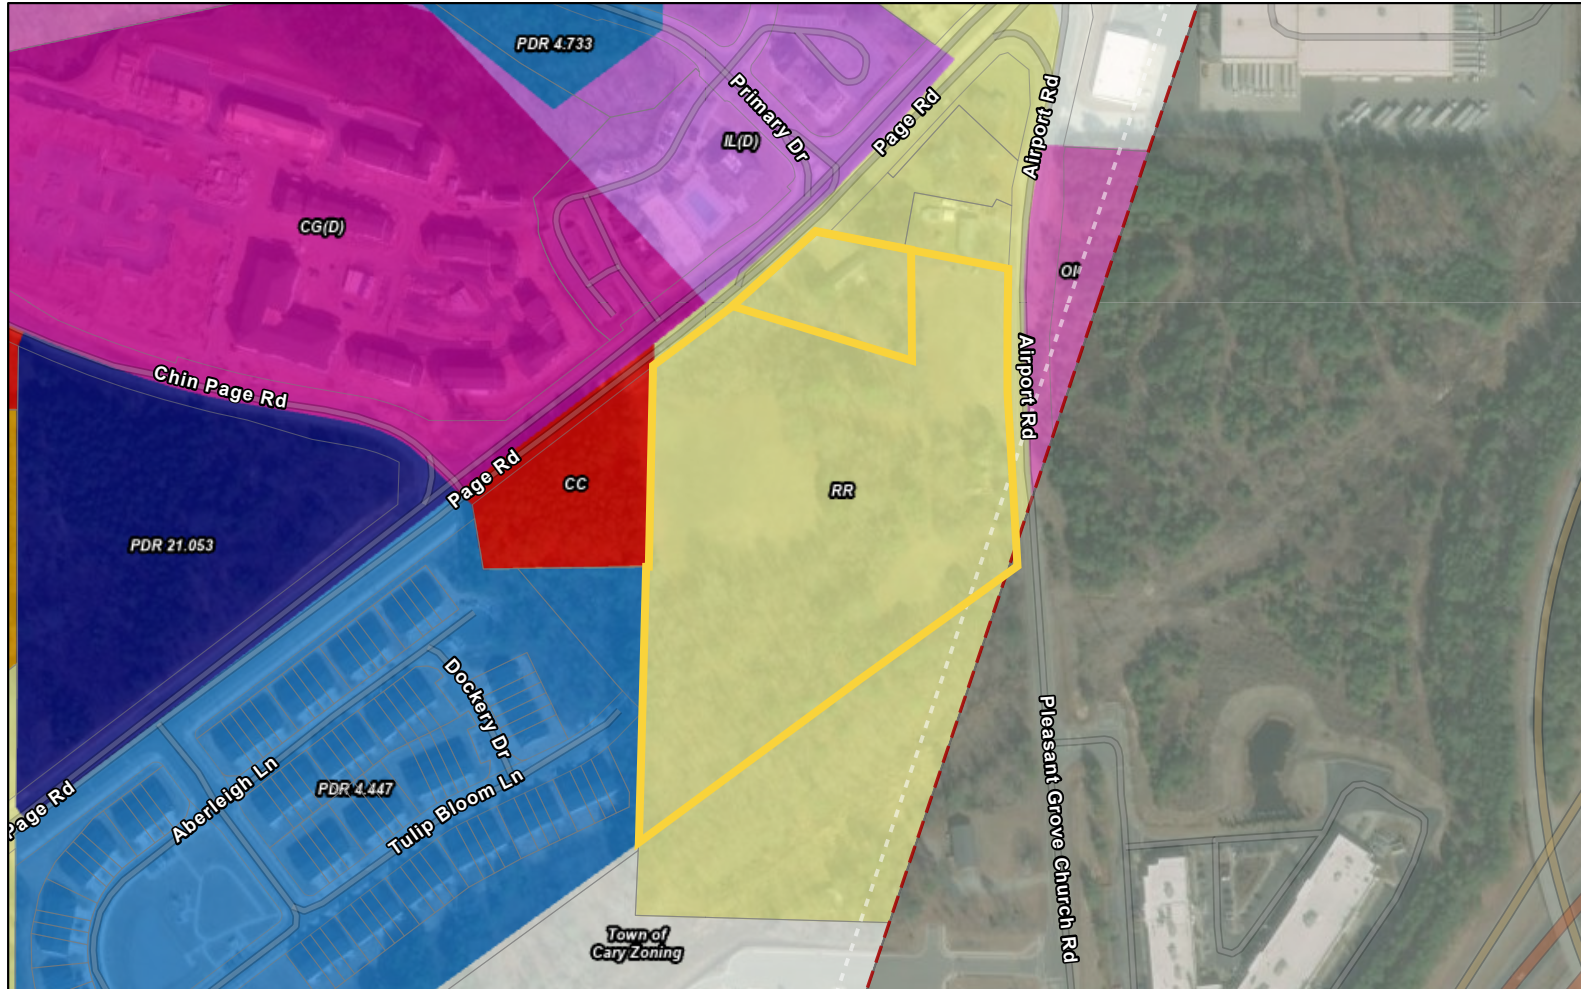 PDR 4.733
Primary Dr
Page Rd
Airport Rd
IL(D)
CG(D)
OI
Chin Page Rd
Airport Rd
Page Rd
CC
RR
PDR 21.053
Dockery Dr
Aberleigh Ln
PDR 4.447
Tulip Bloom Ln
Page Rd
Pleasant Grove Church Rd
Town of
Cary Zoning